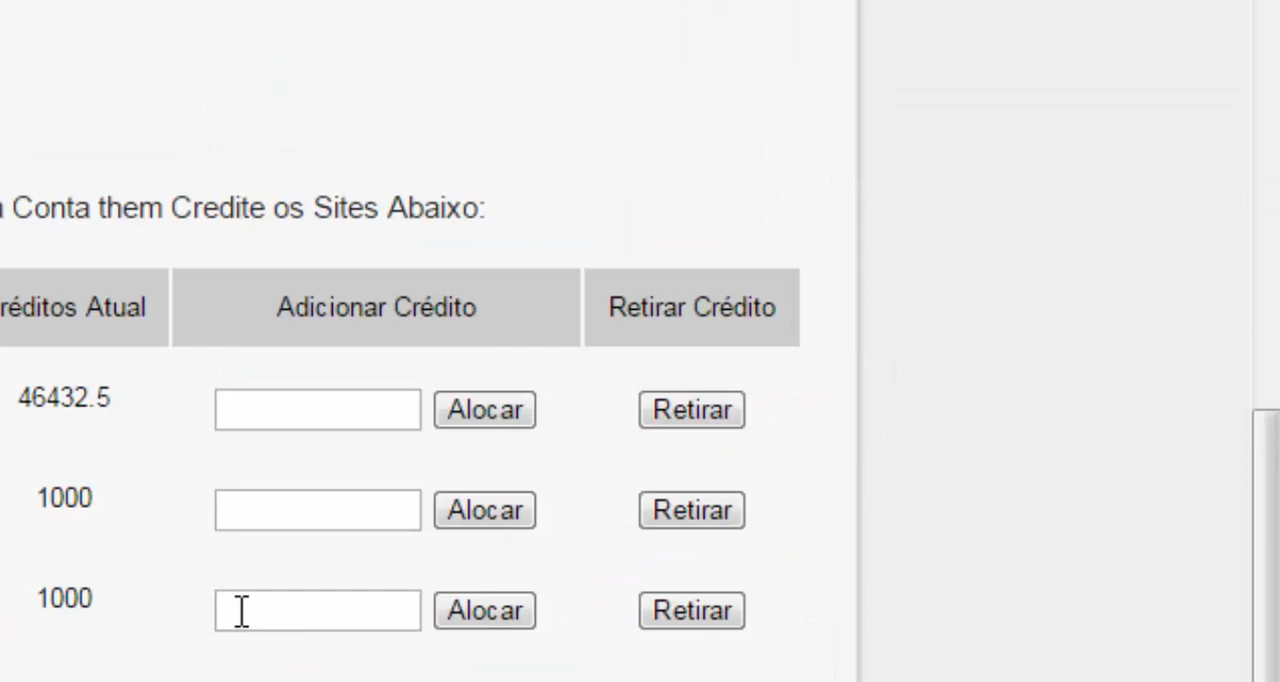 Conta them Credite os Sites Abaixo:
Atual Adicionar Crédito Retirar Crédito
46432.5 Alocar Retirar
1000 Alocar Retirar
1000 Alocar Retirar